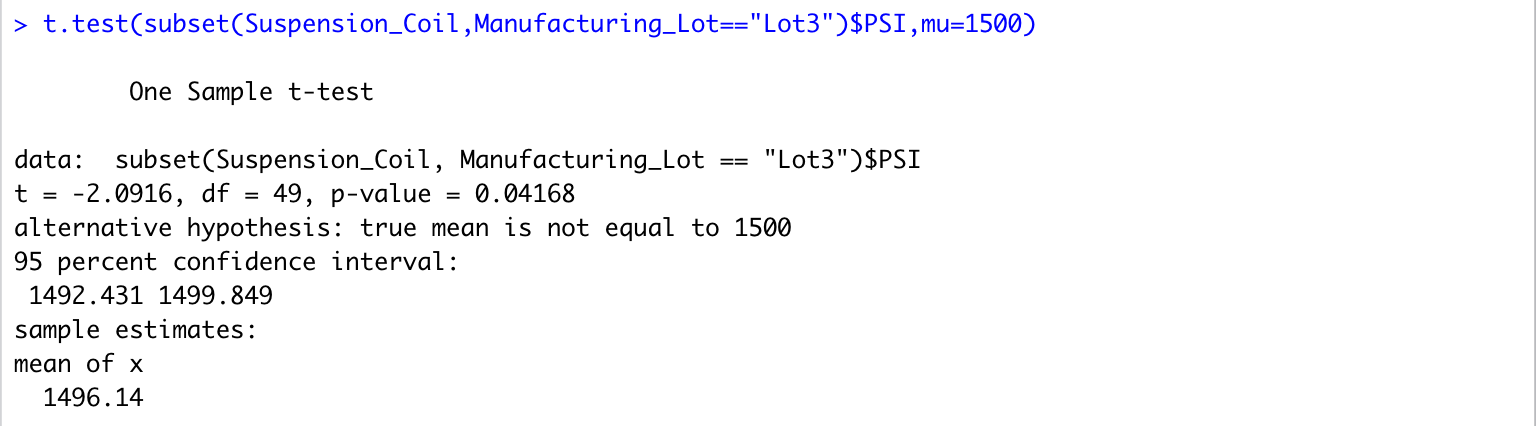 > t.test(subset(Suspension_Coil,Manufacturing_Lot=="Lot3")$PSI,mu=1500)
One Sample t-test
data:  subset(Suspension_Coil, Manufacturing_Lot == "Lot3")$PSI
t = -2.0916, df = 49, p-value = 0.04168
alternative hypothesis: true mean is not equal to 1500
95 percent confidence interval:
1492.431 1499.849
sample estimates:
mean of x
1496.14